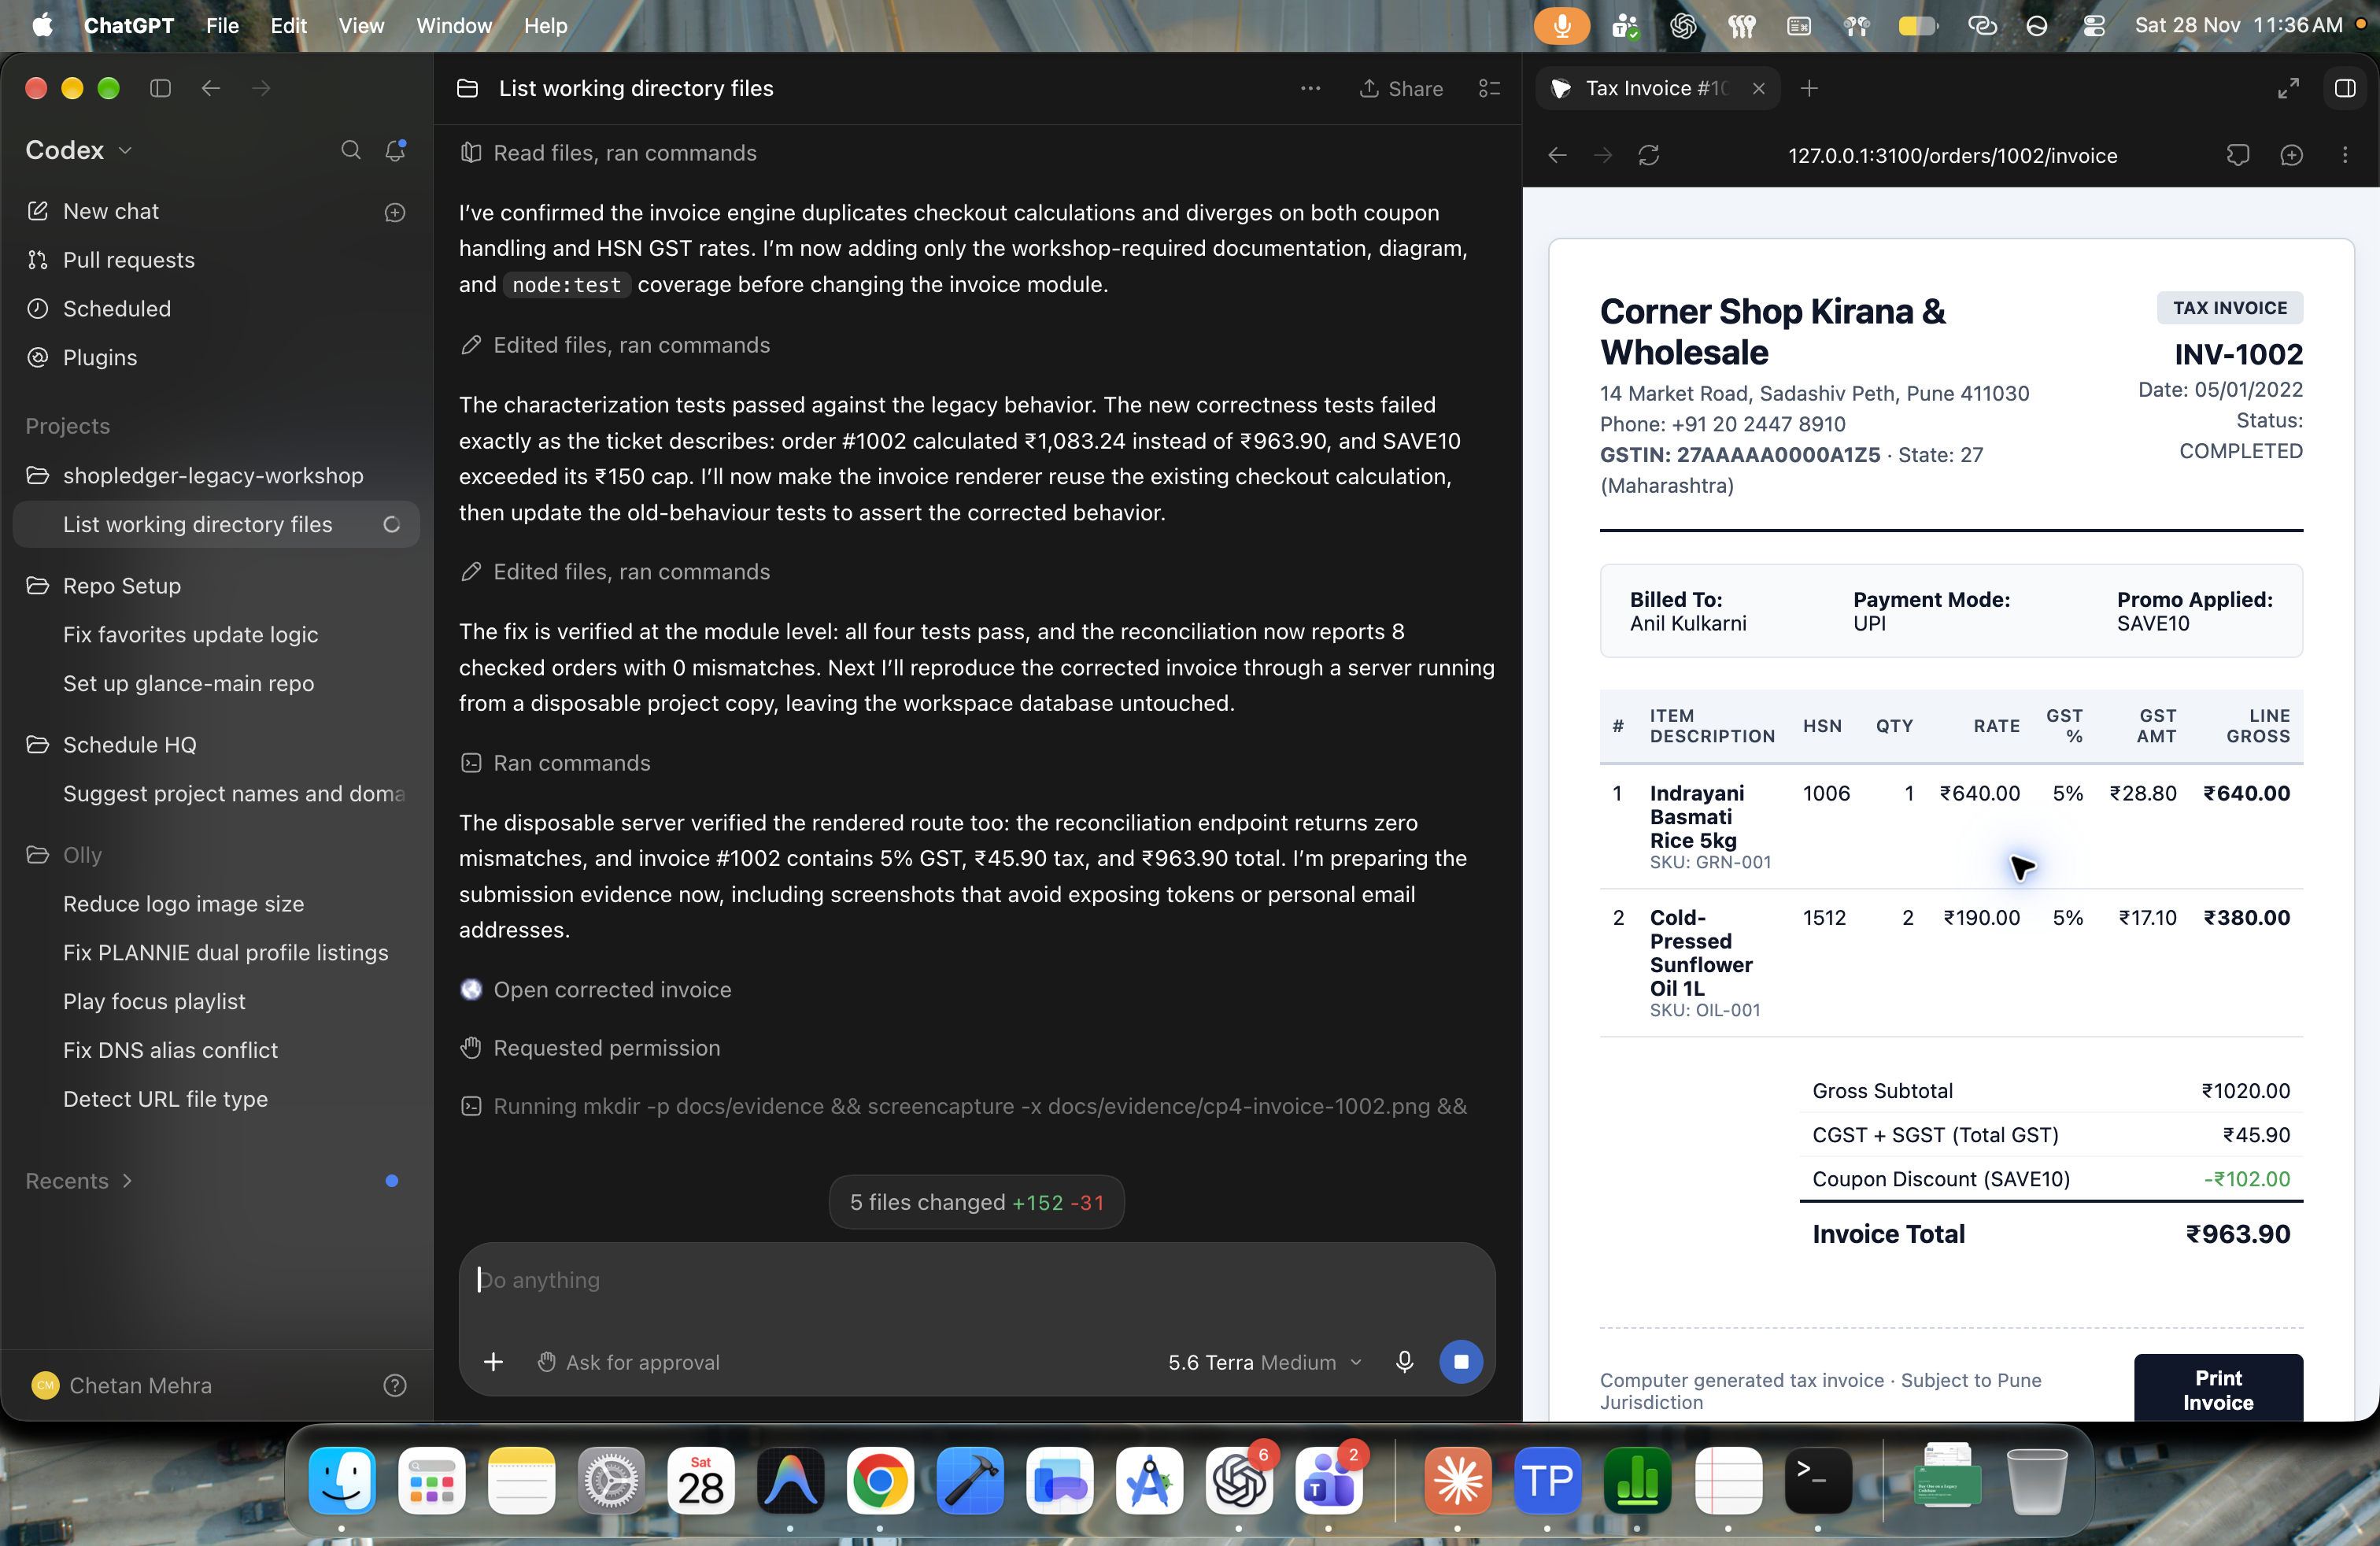 ChatGPT File Edit View Window Help
Sat 28 Nov 11:36 AM
Codex
New chat
Pull requests
Scheduled
Plugins
Projects
shopledger-legacy-workshop
List working directory files
Repo Setup
Fix favorites update logic
Set up glance-main repo
Schedule HQ
Suggest project names and doma
Olly
Reduce logo image size
Fix PLANNIE dual profile listings
Play focus playlist
Fix DNS alias conflict
Detect URL file type
Recents
CM Chetan Mehra
List working directory files
Share
Read files, ran commands
I’ve confirmed the invoice engine duplicates checkout calculations and diverges on both coupon
handling and HSN GST rates. I’m now adding only the workshop-required documentation, diagram,
and node:test coverage before changing the invoice module.
Edited files, ran commands
The characterization tests passed against the legacy behavior. The new correctness tests failed
exactly as the ticket describes: order #1002 calculated ₹1,083.24 instead of ₹963.90, and SAVE10
exceeded its ₹150 cap. I’ll now make the invoice renderer reuse the existing checkout calculation,
then update the old-behaviour tests to assert the corrected behavior.
Edited files, ran commands
The fix is verified at the module level: all four tests pass, and the reconciliation now reports 8
checked orders with 0 mismatches. Next I’ll reproduce the corrected invoice through a server running
from a disposable project copy, leaving the workspace database untouched.
Ran commands
The disposable server verified the rendered route too: the reconciliation endpoint returns zero
mismatches, and invoice #1002 contains 5% GST, ₹45.90 tax, and ₹963.90 total. I’m preparing the
submission evidence now, including screenshots that avoid exposing tokens or personal email
addresses.
Open corrected invoice
Requested permission
Running mkdir -p docs/evidence && screencapture -x docs/evidence/cp4-invoice-1002.png &&
5 files changed +152 -31
Do anything
Ask for approval
5.6 Terra Medium
Tax Invoice #10
127.0.0.1:3100/orders/1002/invoice
Corner Shop Kirana &
Wholesale
14 Market Road, Sadashiv Peth, Pune 411030
Phone: +91 20 2447 8910
GSTIN: 27AAAAA0000A1Z5 · State: 27
(Maharashtra)
TAX INVOICE
INV-1002
Date: 05/01/2022
Status:
COMPLETED
Billed To:
Anil Kulkarni
Payment Mode:
UPI
Promo Applied:
SAVE10
# ITEM DESCRIPTION HSN QTY RATE GST % GST AMT LINE GROSS
1 Indrayani Basmati Rice 5kg 1006 1 ₹640.00 5% ₹28.80 ₹640.00
SKU: GRN-001
2 Cold-Pressed Sunflower Oil 1L 1512 2 ₹190.00 5% ₹17.10 ₹380.00
SKU: OIL-001
Gross Subtotal ₹1020.00
CGST + SGST (Total GST) ₹45.90
Coupon Discount (SAVE10) -₹102.00
Invoice Total ₹963.90
Computer generated tax invoice · Subject to Pune
Jurisdiction
Print
Invoice
Sat
28
6
T
2
TP